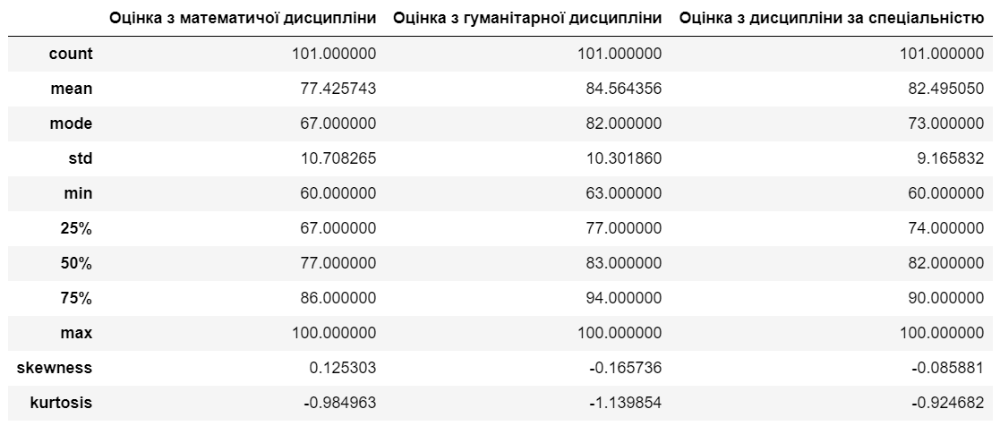 Оцінка з математичої дисципліни Оцінка з гуманітарної дисципліни Оцінка з дисципліни за спеціальністю
count 101.000000 101.000000 101.000000
mean 77.425743 84.564356 82.495050
mode 67.000000 82.000000 73.000000
std 10.708265 10.301860 9.165832
min 60.000000 63.000000 60.000000
25% 67.000000 77.000000 74.000000
50% 77.000000 83.000000 82.000000
75% 86.000000 94.000000 90.000000
max 100.000000 100.000000 100.000000
skewness 0.125303 -0.165736 -0.085881
kurtosis -0.984963 -1.139854 -0.924682